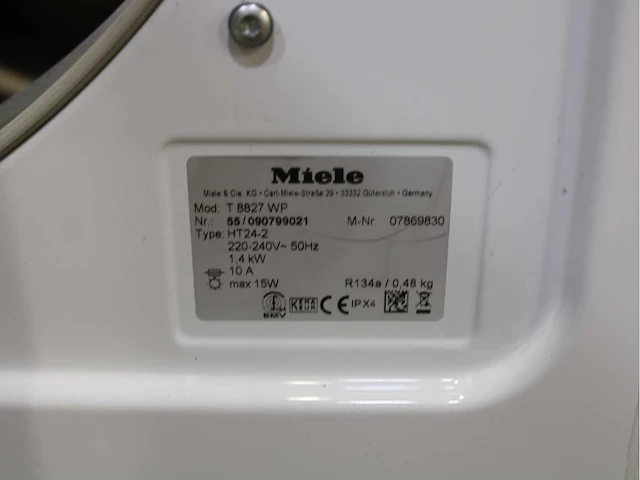 Miele
Miele & Cie. KG • Carl-Miele-Straße 29 • 33332 Gütersloh • Germany
Mod: T 8827 WP
Nr.: 55/090799021 M-Nr. 07869830
Type: HT24-2
220-240V~ 50Hz
1,4 kW
10 A
max 15W R134a / 0,48 kg
KEMA KEUR CE IPX4
BMV